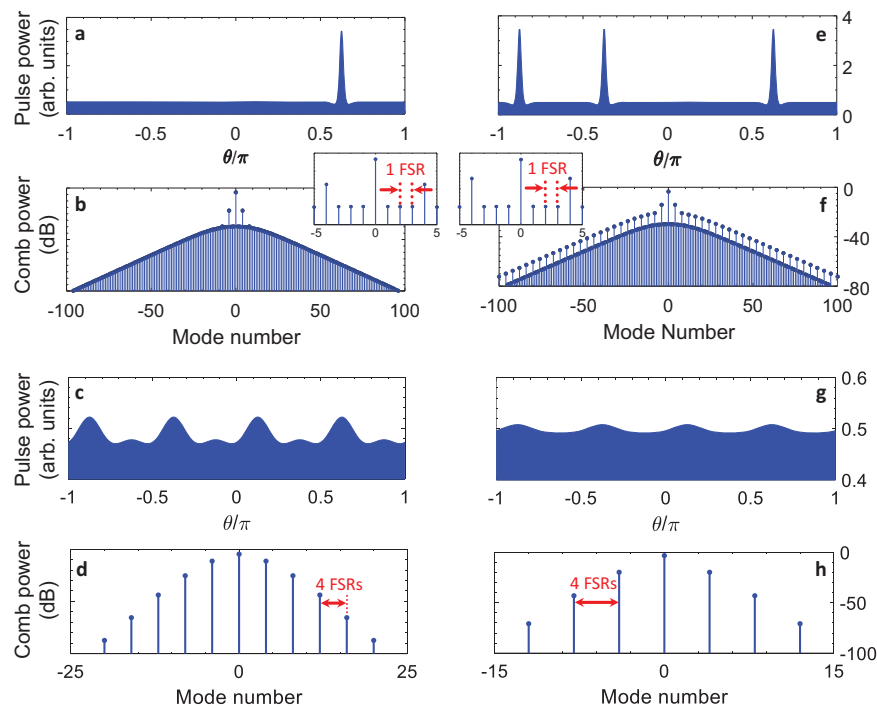 a
Pulse power
(arb. units)
-1 -0.5 0 0.5 1
θ/π
e
4
2
0
-1 -0.5 0 0.5 1
θ/π
1 FSR
-5 0 5
1 FSR
-5 0 5
b
Comb power
(dB)
-100 -50 0 50 100
Mode number
f
0
-40
-80
-100 -50 0 50 100
Mode Number
c
Pulse power
(arb. units)
-1 -0.5 0 0.5 1
θ/π
g
0.6
0.5
0.4
-1 -0.5 0 0.5 1
θ/π
d
Comb power
(dB)
4 FSRs
-25 0 25
Mode number
h
4 FSRs
0
-50
-100
-15 0 15
Mode number